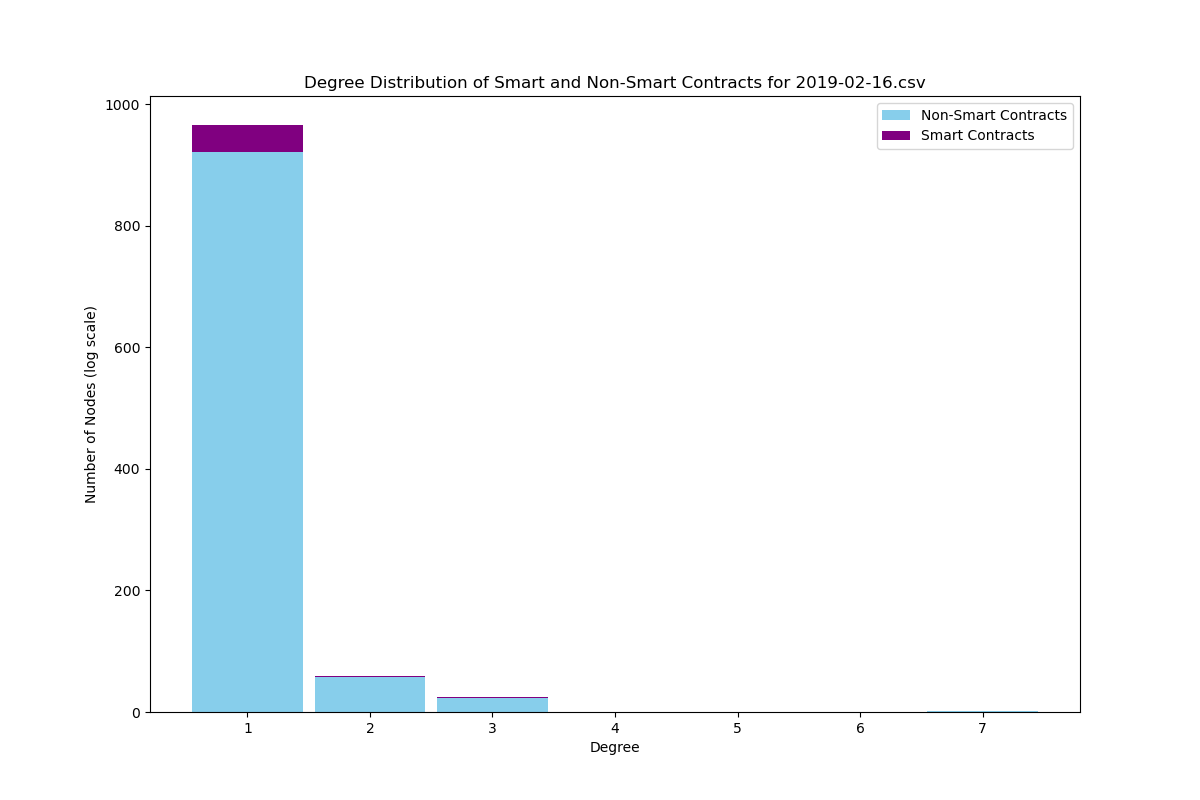 Degree Distribution of Smart and Non-Smart Contracts for 2019-02-16.csv
Non-Smart Contracts
Smart Contracts
Number of Nodes (log scale)
1000
800
600
400
200
0
1 2 3 4 5 6 7
Degree